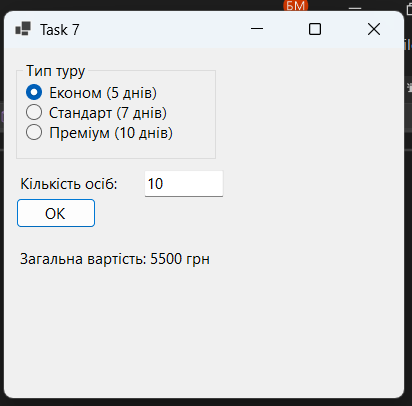 БМ
Task 7
Тип туру
Економ (5 днів)
Стандарт (7 днів)
Преміум (10 днів)
Кількість осіб:
10
OK
Загальна вартість: 5500 грн